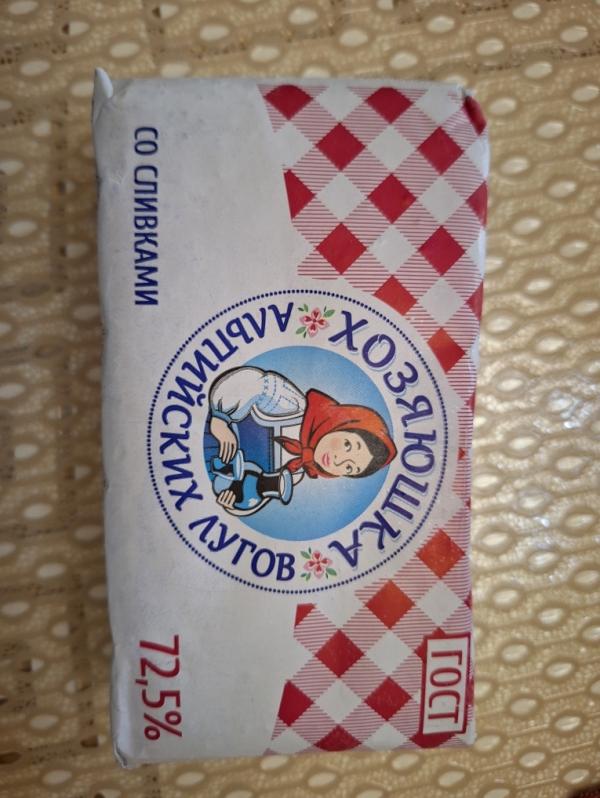 ГОСТ
ХОЗЯЮШКА
АЛЬПИЙСКИХ ЛУГОВ
СО СЛИВКАМИ
72,5%